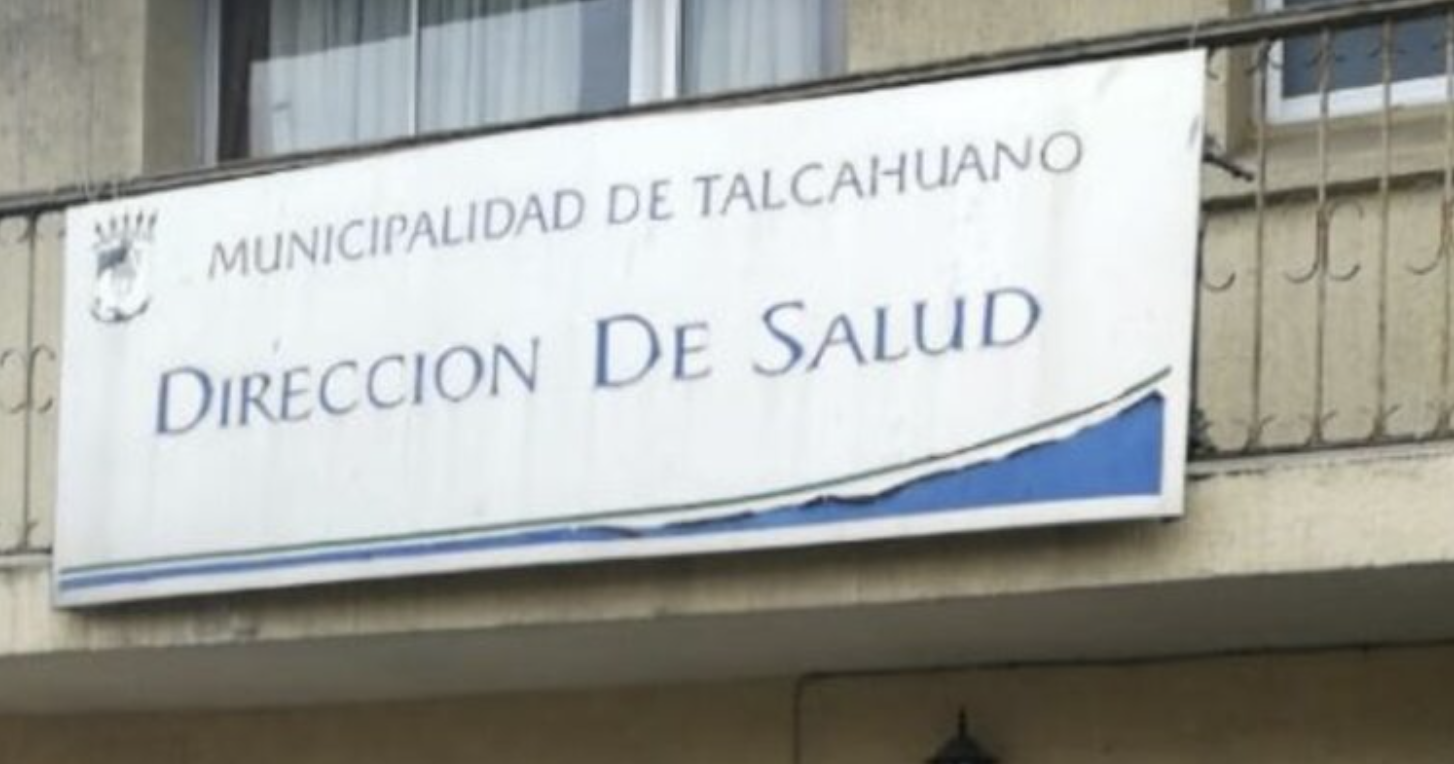 MUNICIPALIDAD DE TALCAHUANO
DIRECCION DE SALUD